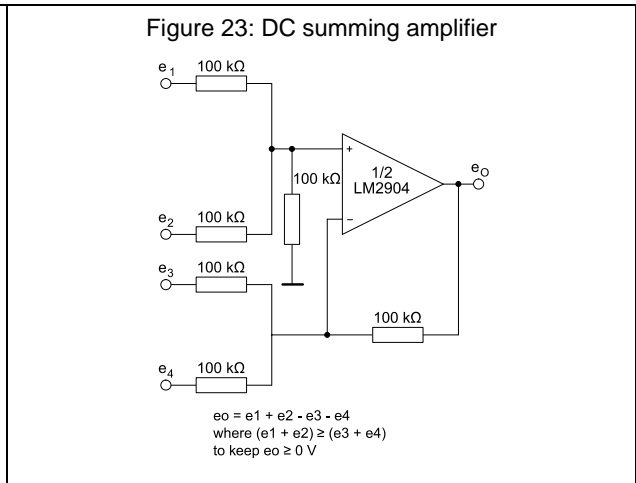 Figure 23: DC summing amplifier
e1 100 kΩ
100 kΩ
+
1/2
LM2904
−
eO
e2 100 kΩ
e3 100 kΩ
100 kΩ
e4 100 kΩ
eo = e1 + e2 - e3 - e4
where (e1 + e2) ≥ (e3 + e4)
to keep eo ≥ 0 V